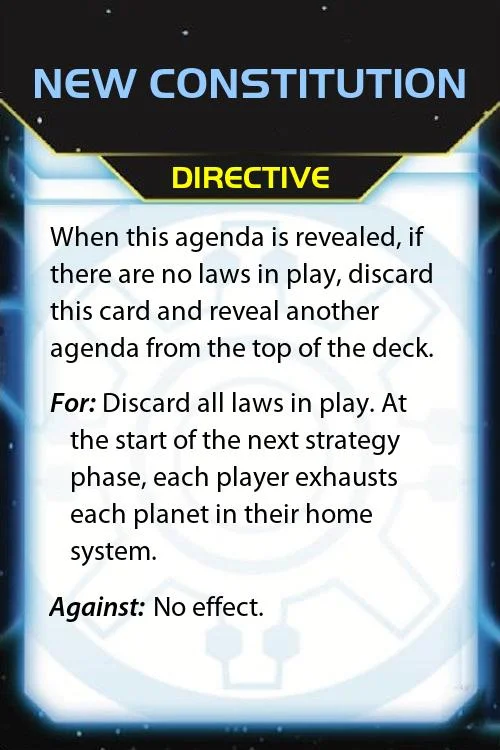 NEW CONSTITUTION
DIRECTIVE
When this agenda is revealed, if
there are no laws in play, discard
this card and reveal another
agenda from the top of the deck.
For: Discard all laws in play. At
the start of the next strategy
phase, each player exhausts
each planet in their home
system.
Against: No effect.